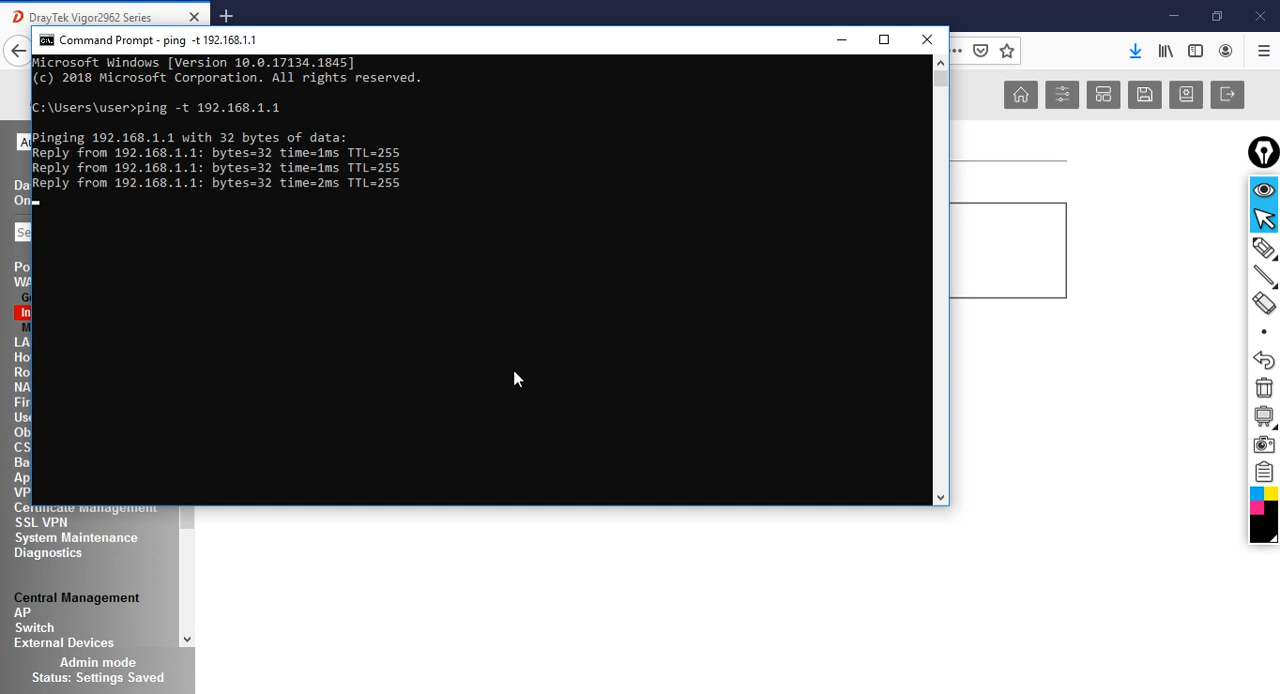 DrayTek Vigor2962 Series
Command Prompt - ping -t 192.168.1.1
Microsoft Windows [Version 10.0.17134.1845]
(c) 2018 Microsoft Corporation. All rights reserved.
C:\Users\user>ping -t 192.168.1.1
Pinging 192.168.1.1 with 32 bytes of data:
Reply from 192.168.1.1: bytes=32 time=1ms TTL=255
Reply from 192.168.1.1: bytes=32 time=1ms TTL=255
Reply from 192.168.1.1: bytes=32 time=2ms TTL=255
Certificate Management
SSL VPN
System Maintenance
Diagnostics
Central Management
AP
Switch
External Devices
Admin mode
Status: Settings Saved